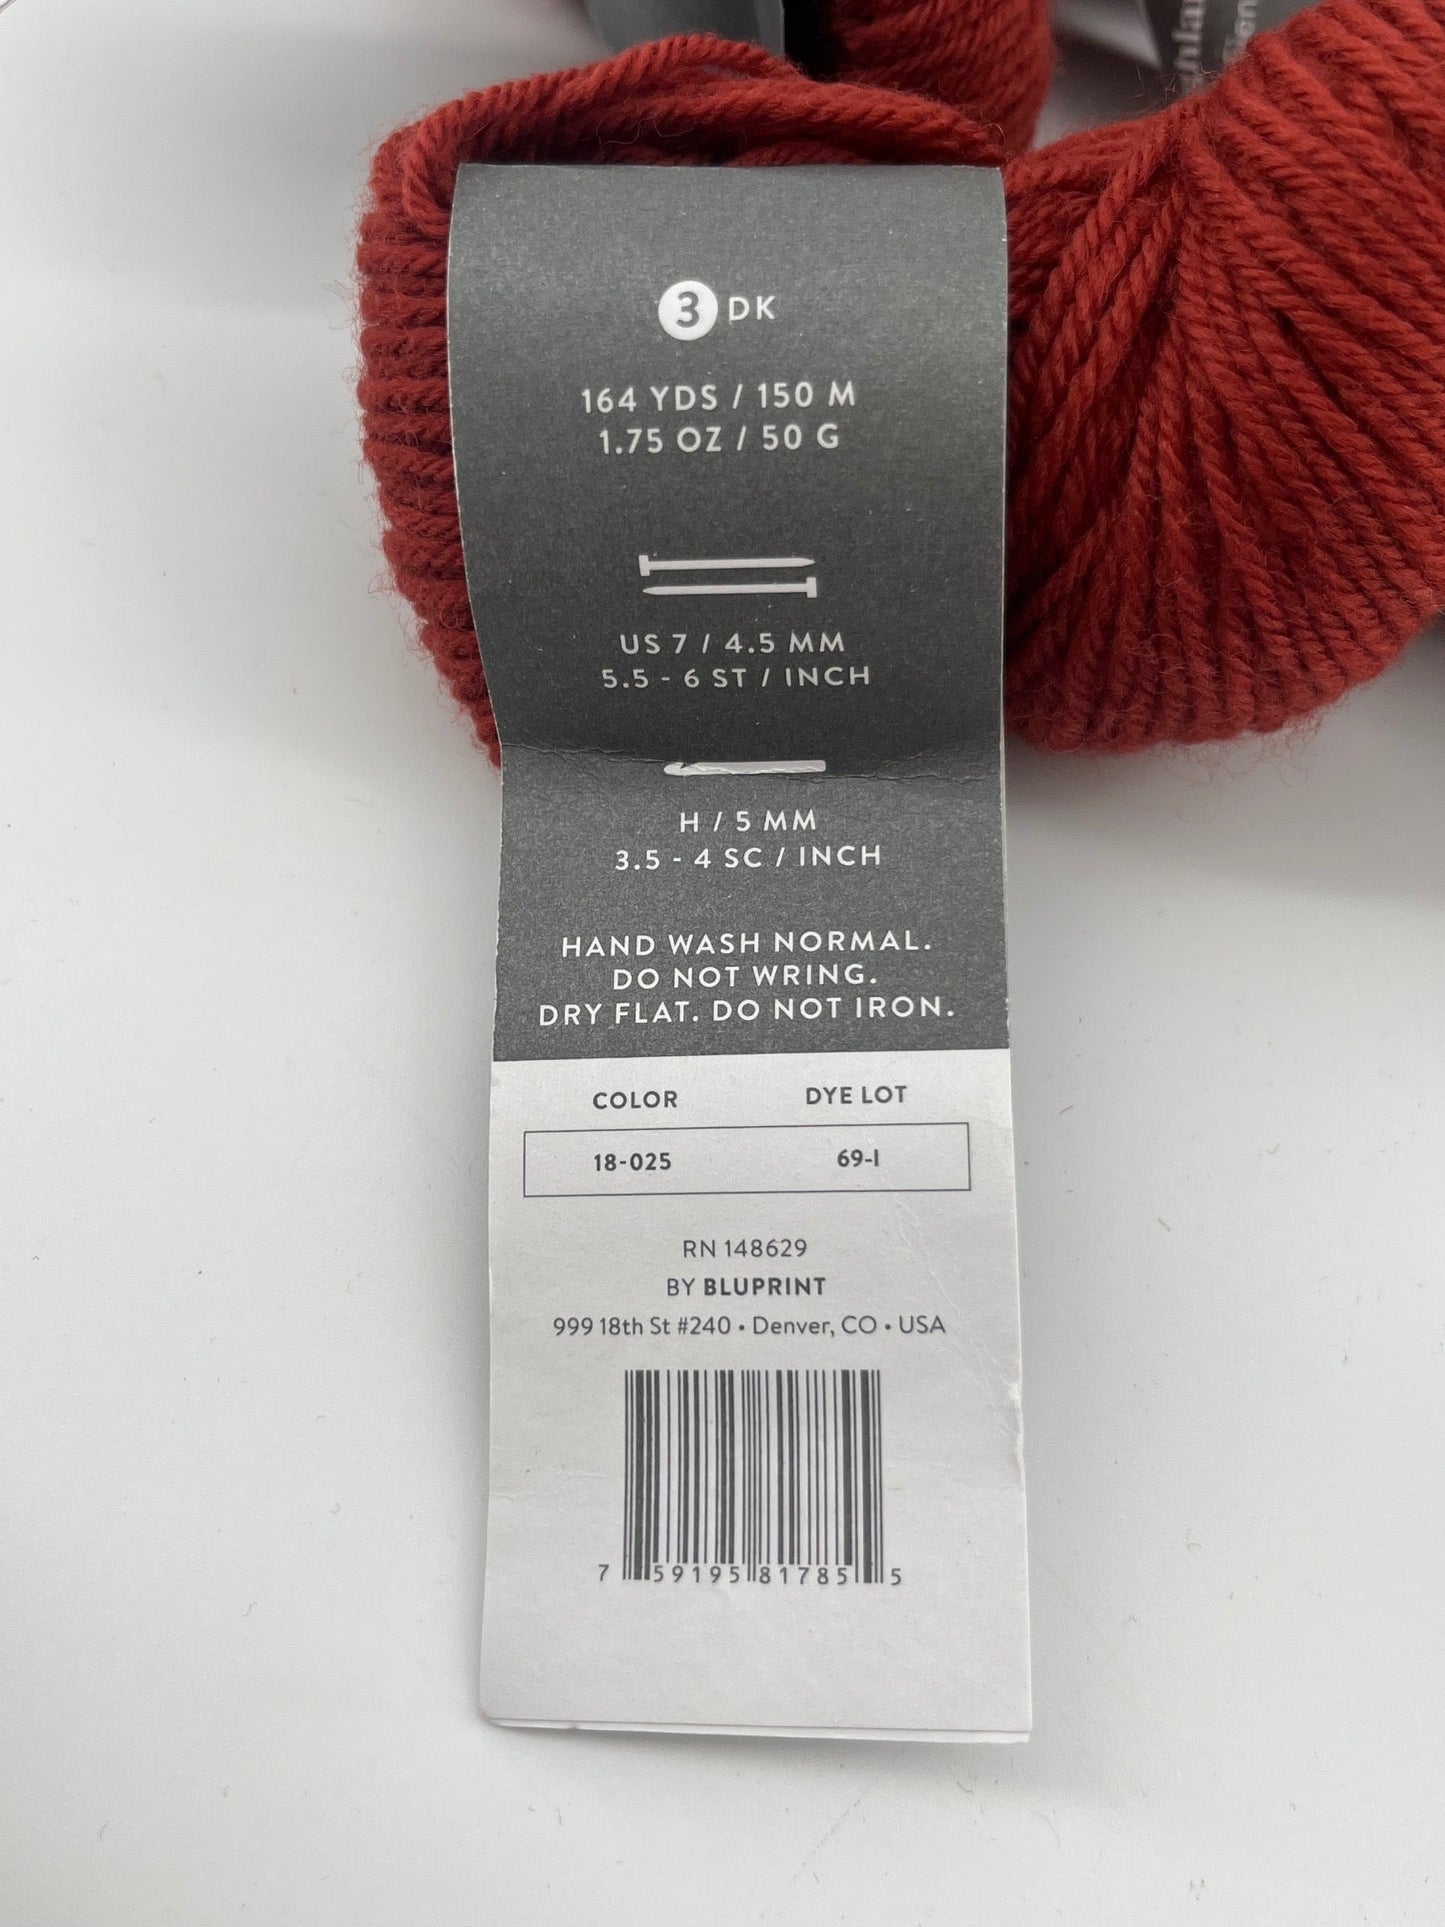 3 DK
164 YDS / 150 M
1.75 OZ / 50 G
US 7 / 4.5 MM
5.5 - 6 ST / INCH
H / 5 MM
3.5 - 4 SC / INCH
HAND WASH NORMAL.
DO NOT WRING.
DRY FLAT. DO NOT IRON.
COLOR DYE LOT
18-025 69-I
RN 148629
BY BLUPRINT
999 18th St #240 • Denver, CO • USA
7 59195 81785 5